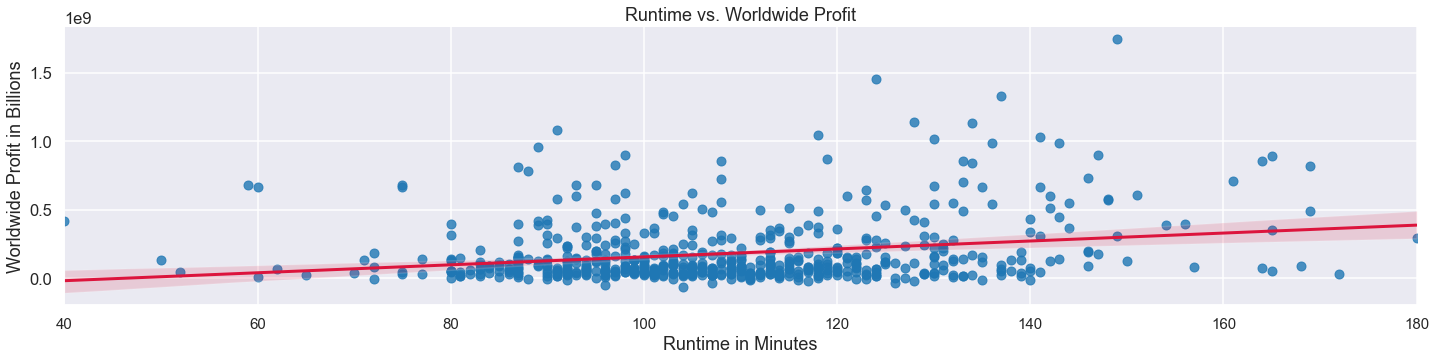 Runtime vs. Worldwide Profit
1e9
1.5
1.0
0.5
0.0
Worldwide Profit in Billions
40 60 80 100 120 140 160 180
Runtime in Minutes